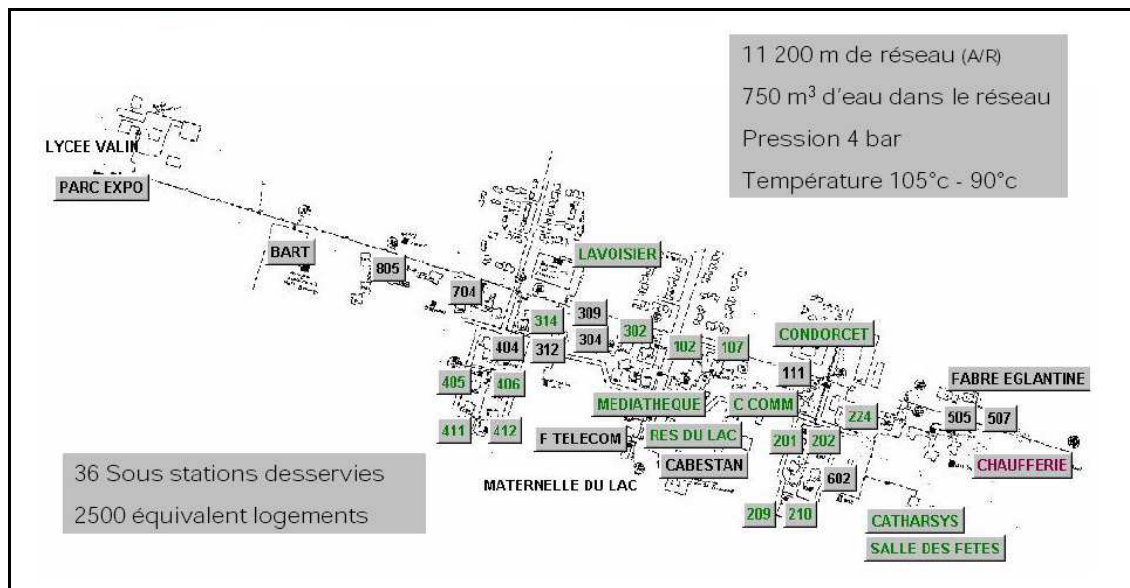 11 200 m de réseau (A/R)
750 m³ d'eau dans le réseau
Pression 4 bar
Température 105°c - 90°c
LYCEE VALIN
PARC EXPO
BART
LAVOISIER
805
704
309
314
302
CONDORCET
404
312
304
102
107
111
405
406
FABRE EGLANTINE
MEDIATHEQUE
C COMM
224
505
507
411
412
F TELECOM
RES DU LAC
201
202
CABESTAN
CHAUFFERIE
36 Sous stations desservies
MATERNELLE DU LAC
602
2500 équivalent logements
209
210
CATHARSYS
SALLE DES FETES